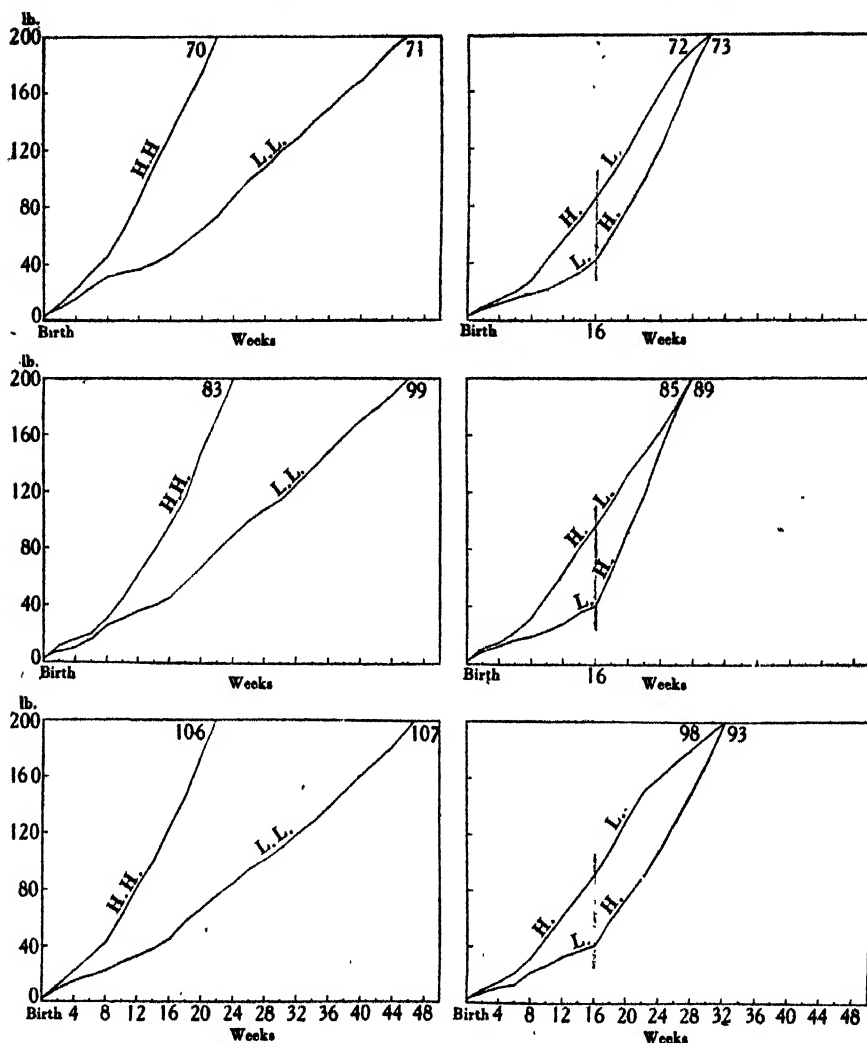 lb.
200
160
120
80
40
0
70
71
H.H
L.L.
Birth
Weeks
72
73
H.
L.
L.
H.
Birth
16
Weeks
lb.
200
160
120
80
40
0
83
99
H.H.
L.L.
Birth
Weeks
85
89
H.
L.
L.
H.
Birth
16
Weeks
lb.
200
160
120
80
40
0
106
107
H.H.
L.L.
Birth 4 8 12 16 20 24 28 32 36 40 44 48
Weeks
98
93
H.
L.
L.
H.
Birth 4 8 12 16 20 24 28 32 36 40 44 48
Weeks